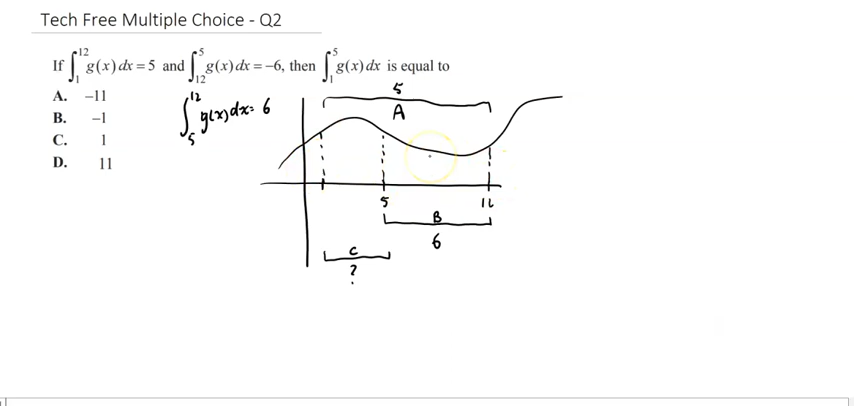 Tech Free Multiple Choice - Q2
If ∫₁¹² g(x) dx = 5 and ∫₁₂⁵ g(x) dx = −6, then ∫₁⁵ g(x) dx is equal to
A. −11
B. −1
C. 1
D. 11
∫₅¹² g(x) dx = 6
5
A
5
12
B
6
C
?